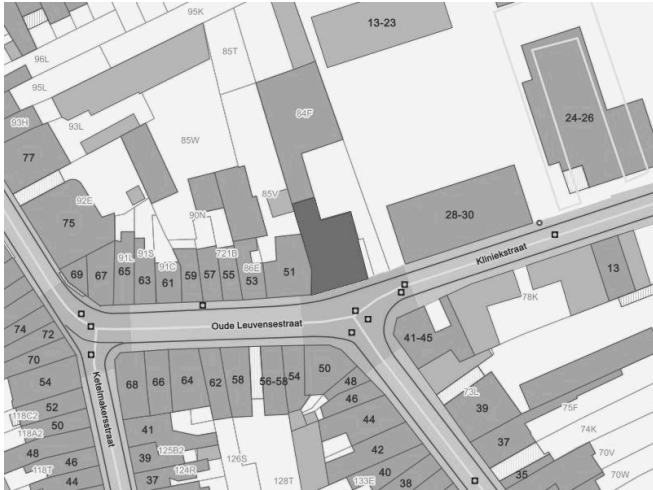 95K
13-23
96L
85T
95L
84F
93H
93L
24-26
85W
77
92E
85V
90N
28-30
75
91L
91S
721B
Kliniekstraat
91C
86E
69
67
65
63
61
59
57
55
53
51
13
78K
74
72
Oude Leuvensestraat
41-45
70
50
54
68
66
64
62
58
56-58
54
48
Ketelmakersstraat
73L
52
46
39
75F
118C2
50
41
44
74K
118A2
125B2
48
39
126S
42
37
70V
118T
46
124R
40
35
70W
44
37
128T
133E
38